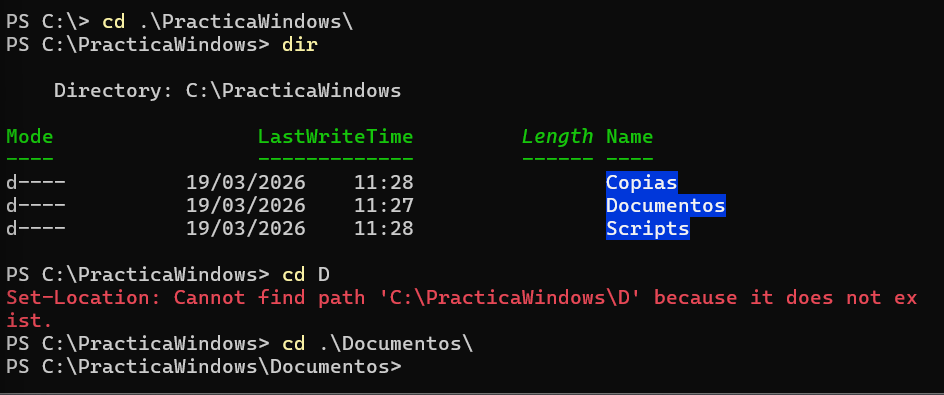 PS C:\> cd .\PracticaWindows\
PS C:\PracticaWindows> dir
Directory: C:\PracticaWindows
Mode LastWriteTime Length Name
---- ------------- ------ ----
d---- 19/03/2026 11:28 Copias
d---- 19/03/2026 11:27 Documentos
d---- 19/03/2026 11:28 Scripts
PS C:\PracticaWindows> cd D
Set-Location: Cannot find path 'C:\PracticaWindows\D' because it does not ex
ist.
PS C:\PracticaWindows> cd .\Documentos\
PS C:\PracticaWindows\Documentos>